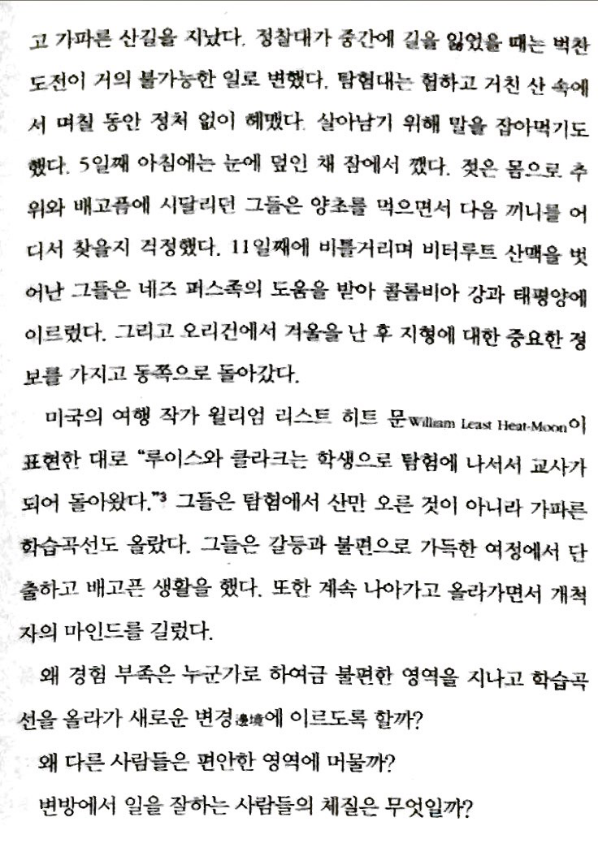 고 가파른 산길을 지났다. 정찰대가 중간에 길을 잃었을 때는 벅찬
도전이 거의 불가능한 일로 변했다. 탐험대는 험하고 거친 산 속에
서 며칠 동안 정처 없이 헤맸다. 살아남기 위해 말을 잡아먹기도
했다. 5일째 아침에는 눈에 덮인 채 잠에서 깼다. 젖은 몸으로 추
위와 배고픔에 시달리던 그들은 양초를 먹으면서 다음 끼니를 어
디서 찾을지 걱정했다. 11일째에 비틀거리며 비터루트 산맥을 벗
어난 그들은 네즈 퍼스족의 도움을 받아 콜롬비아 강과 태평양에
이르렀다. 그리고 오리건에서 겨울을 난 후 지형에 대한 중요한 정
보를 가지고 동쪽으로 돌아갔다.
미국의 여행 작가 윌리엄 리스트 히트 문William Least Heat-Moon이
표현한 대로 “루이스와 클라크는 학생으로 탐험에 나서서 교사가
되어 돌아왔다.”3 그들은 탐험에서 산만 오른 것이 아니라 가파른
학습곡선도 올랐다. 그들은 갈등과 불편으로 가득한 여정에서 단
출하고 배고픈 생활을 했다. 또한 계속 나아가고 올라가면서 개척
자의 마인드를 길렀다.
왜 경험 부족은 누군가로 하여금 불편한 영역을 지나고 학습곡
선을 올라가 새로운 변경邊境에 이르도록 할까?
왜 다른 사람들은 편안한 영역에 머물까?
변방에서 일을 잘하는 사람들의 체질은 무엇일까?